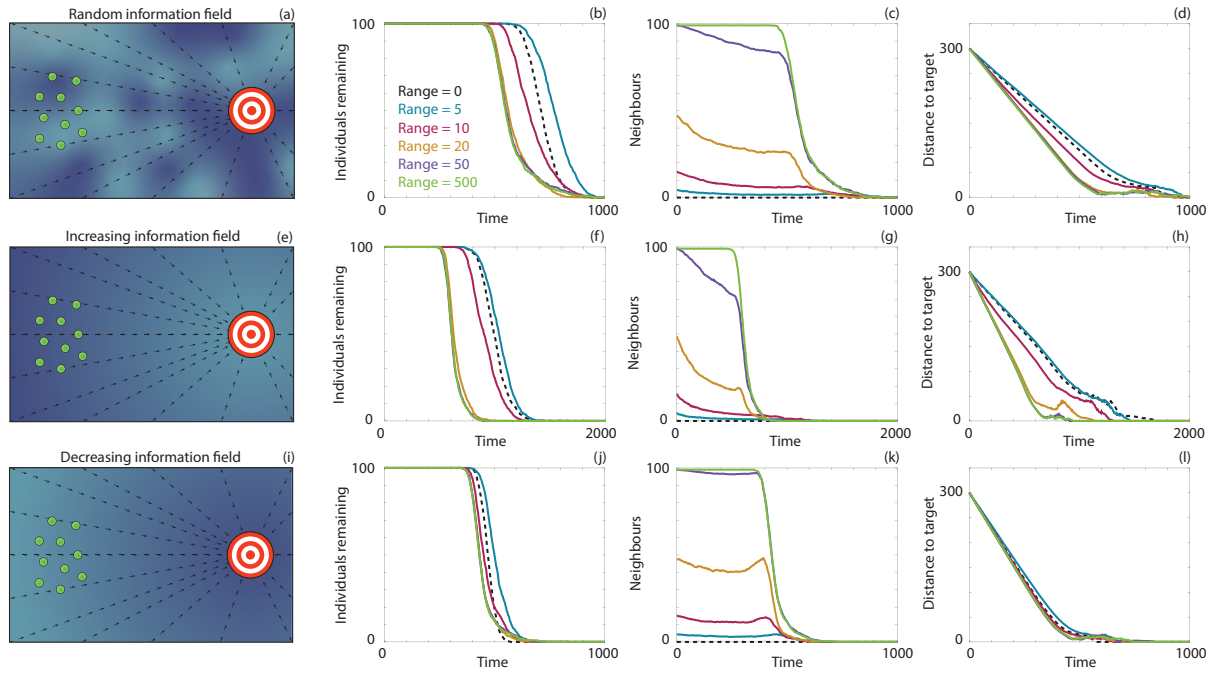 Random information field (a)
(b)
(c)
(d)
100
Individuals remaining
0
Time
1000
Range = 0
Range = 5
Range = 10
Range = 20
Range = 50
Range = 500
100
Neighbours
0
0
Time
1000
300
Distance to target
0
0
Time
1000
Increasing information field (e)
(f)
(g)
(h)
100
Individuals remaining
0
Time
2000
100
Neighbours
0
0
Time
2000
300
Distance to target
0
0
Time
2000
Decreasing information field (i)
(j)
(k)
(l)
100
Individuals remaining
0
Time
1000
100
Neighbours
0
0
Time
1000
300
Distance to target
0
0
Time
1000